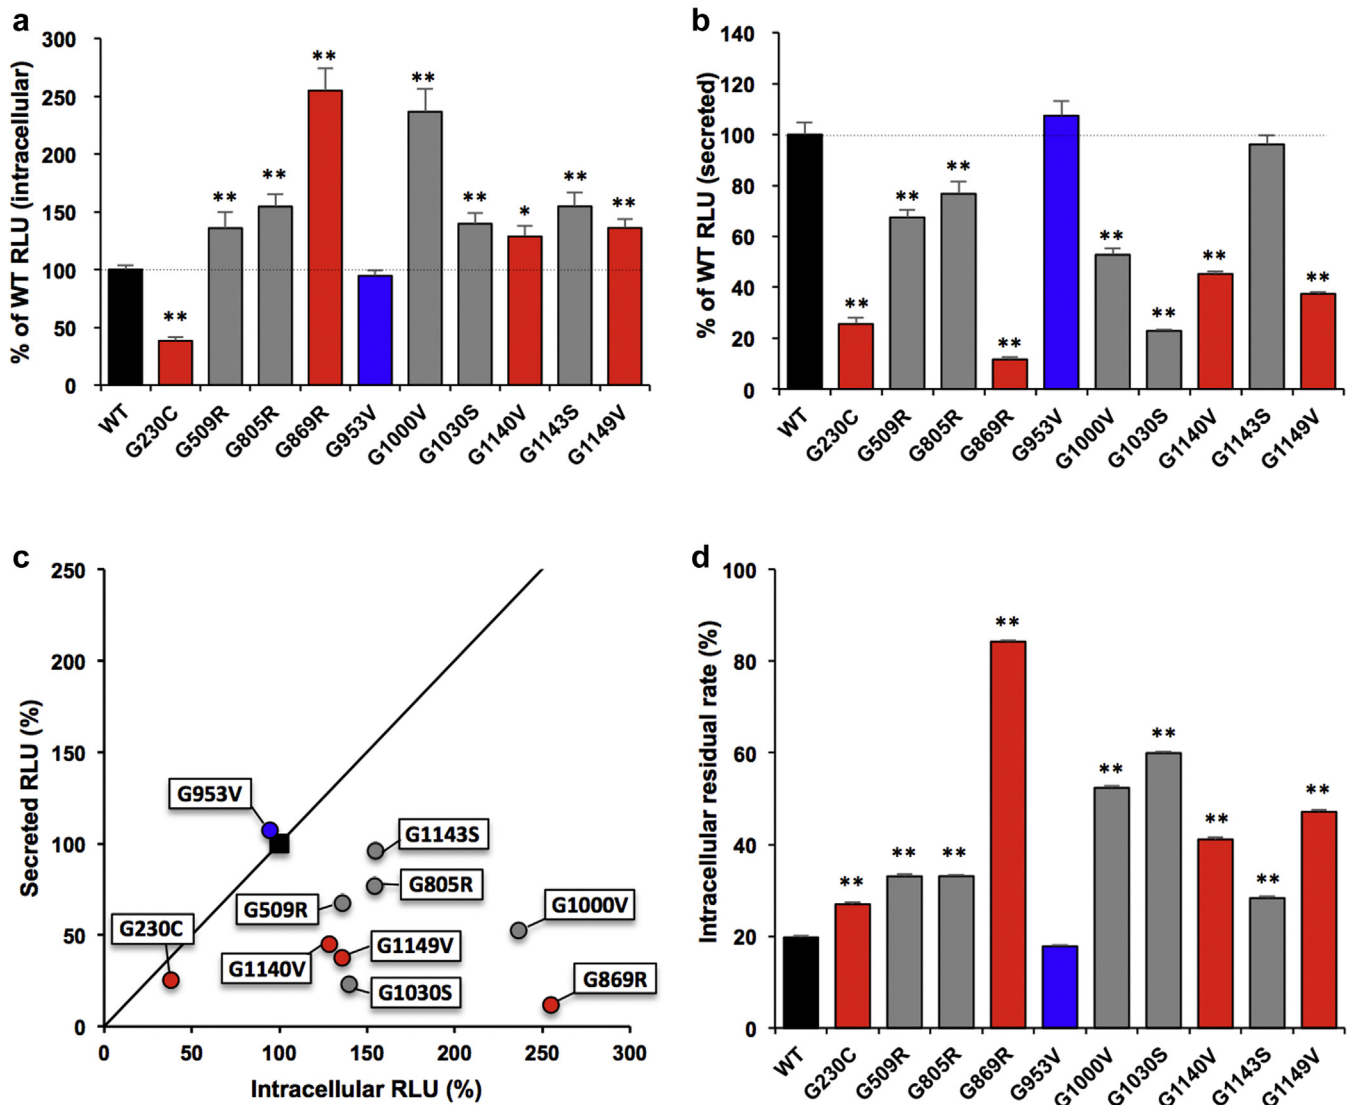 a
% of WT RLU (intracellular)
300
250
200
150
100
50
0
**
**
**
**
**
**
*
**
**
WT
G230C
G509R
G805R
G869R
G953V
G1000V
G1030S
G1140V
G1143S
G1149V
b
% of WT RLU (secreted)
140
120
100
80
60
40
20
0
**
**
**
**
**
**
**
**
WT
G230C
G509R
G805R
G869R
G953V
G1000V
G1030S
G1140V
G1143S
G1149V
c
Secreted RLU (%)
250
200
150
100
50
0
G953V
G1143S
G805R
G509R
G1000V
G230C
G1149V
G1140V
G1030S
G869R
0
50
100
150
200
250
300
Intracellular RLU (%)
d
Intracellular residual rate (%)
100
80
60
40
20
0
**
**
**
**
**
**
**
**
**
WT
G230C
G509R
G805R
G869R
G953V
G1000V
G1030S
G1140V
G1143S
G1149V